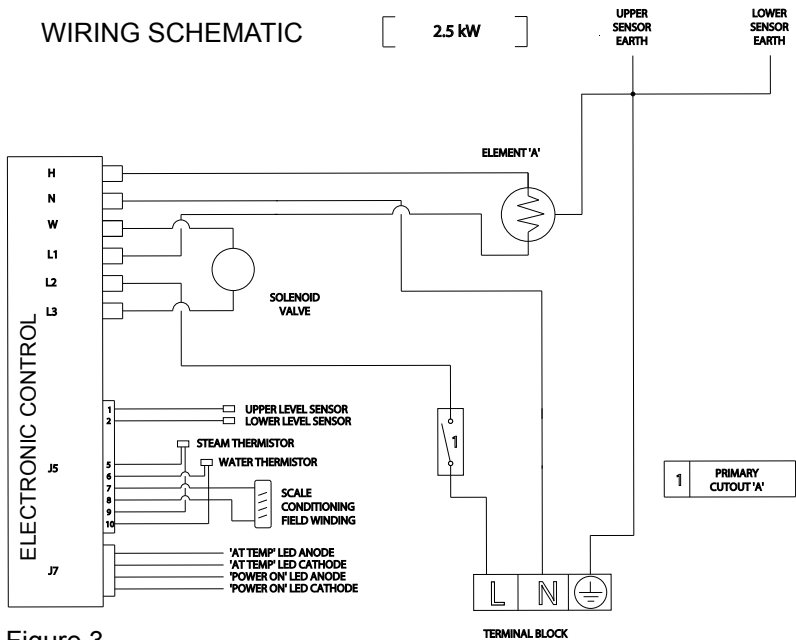 WIRING SCHEMATIC
2.5 kW
UPPER
SENSOR
EARTH
LOWER
SENSOR
EARTH
ELEMENT 'A'
H
N
W
L1
L2
L3
SOLENOID
VALVE
ELECTRONIC CONTROL
1
2
5
6
7
8
9
10
J5
J7
UPPER LEVEL SENSOR
LOWER LEVEL SENSOR
STEAM THERMISTOR
WATER THERMISTOR
SCALE
CONDITIONING
FIELD WINDING
'AT TEMP' LED ANODE
'AT TEMP' LED CATHODE
'POWER ON' LED ANODE
'POWER ON' LED CATHODE
1
1 PRIMARY
CUTOUT 'A'
L N
TERMINAL BLOCK
Figure 3